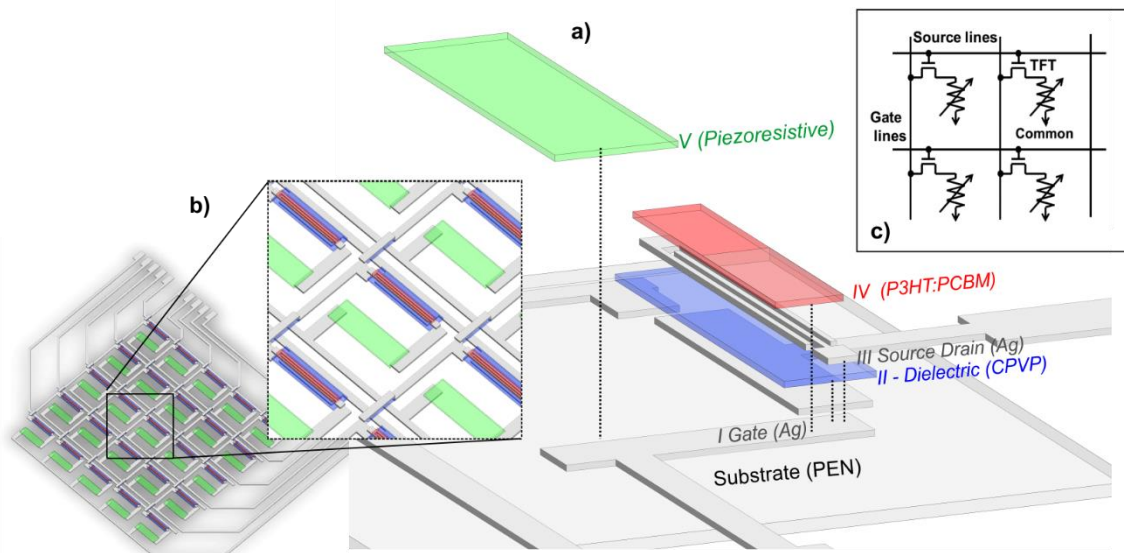 a)
V (Piezoresistive)
IV (P3HT:PCBM)
III Source Drain (Ag)
II - Dielectric (CPVP)
I Gate (Ag)
Substrate (PEN)
b)
Source lines
TFT
Gate
lines
Common
c)